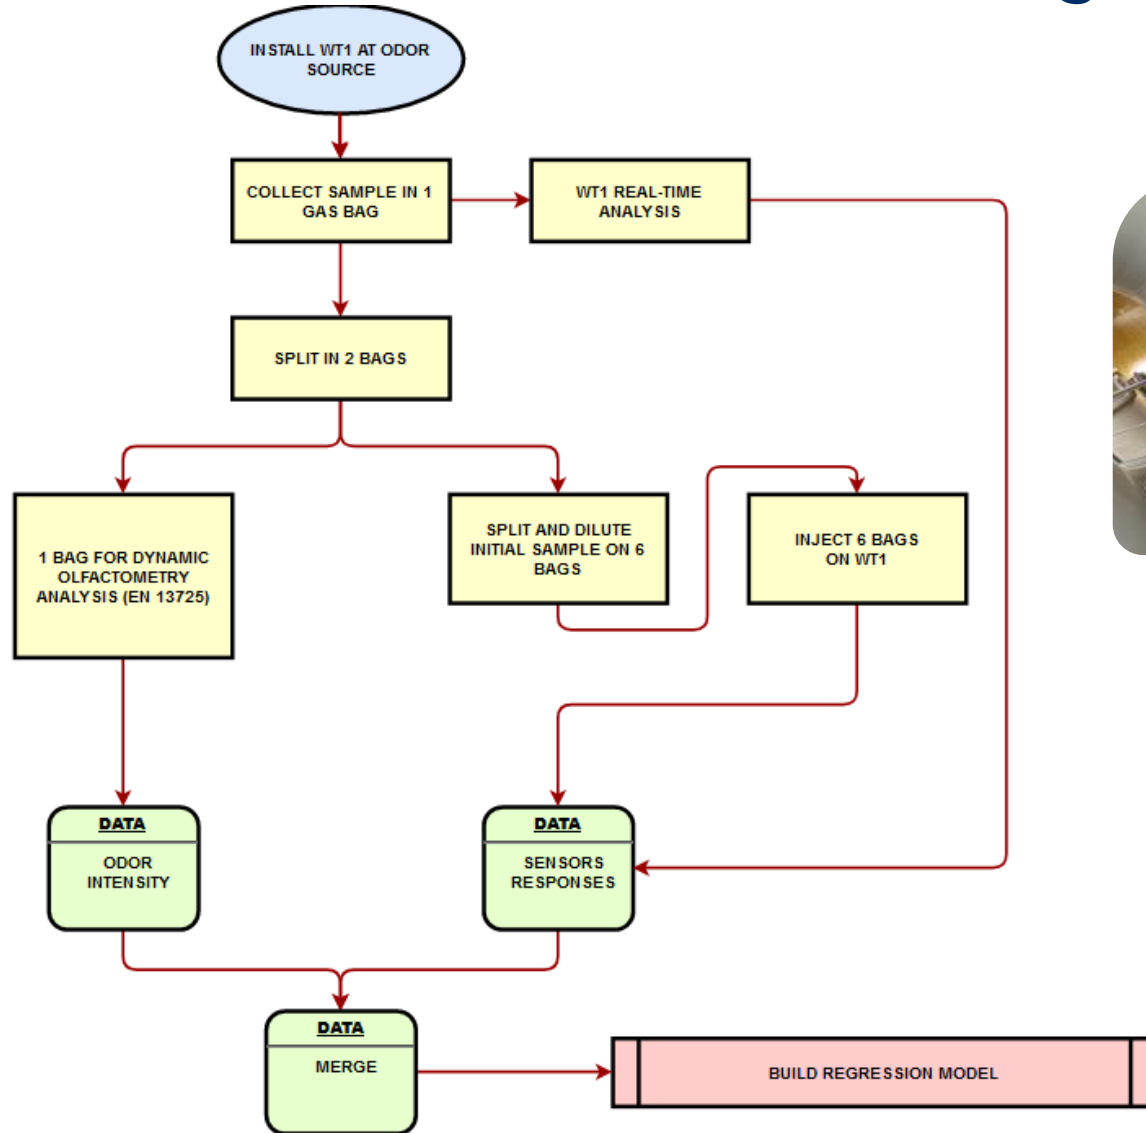 INSTALL WT1 AT ODOR
SOURCE
COLLECT SAMPLE IN 1
GAS BAG
WT1 REAL-TIME
ANALYSIS
SPLIT IN 2 BAGS
1 BAG FOR DYNAMIC
OLFACTOMETRY
ANALYSIS (EN 13725)
SPLIT AND DILUTE
INITIAL SAMPLE ON 6
BAGS
INJECT 6 BAGS
ON WT1
DATA
ODOR
INTENSITY
DATA
SENSORS
RESPONSES
DATA
MERGE
BUILD REGRESSION MODEL